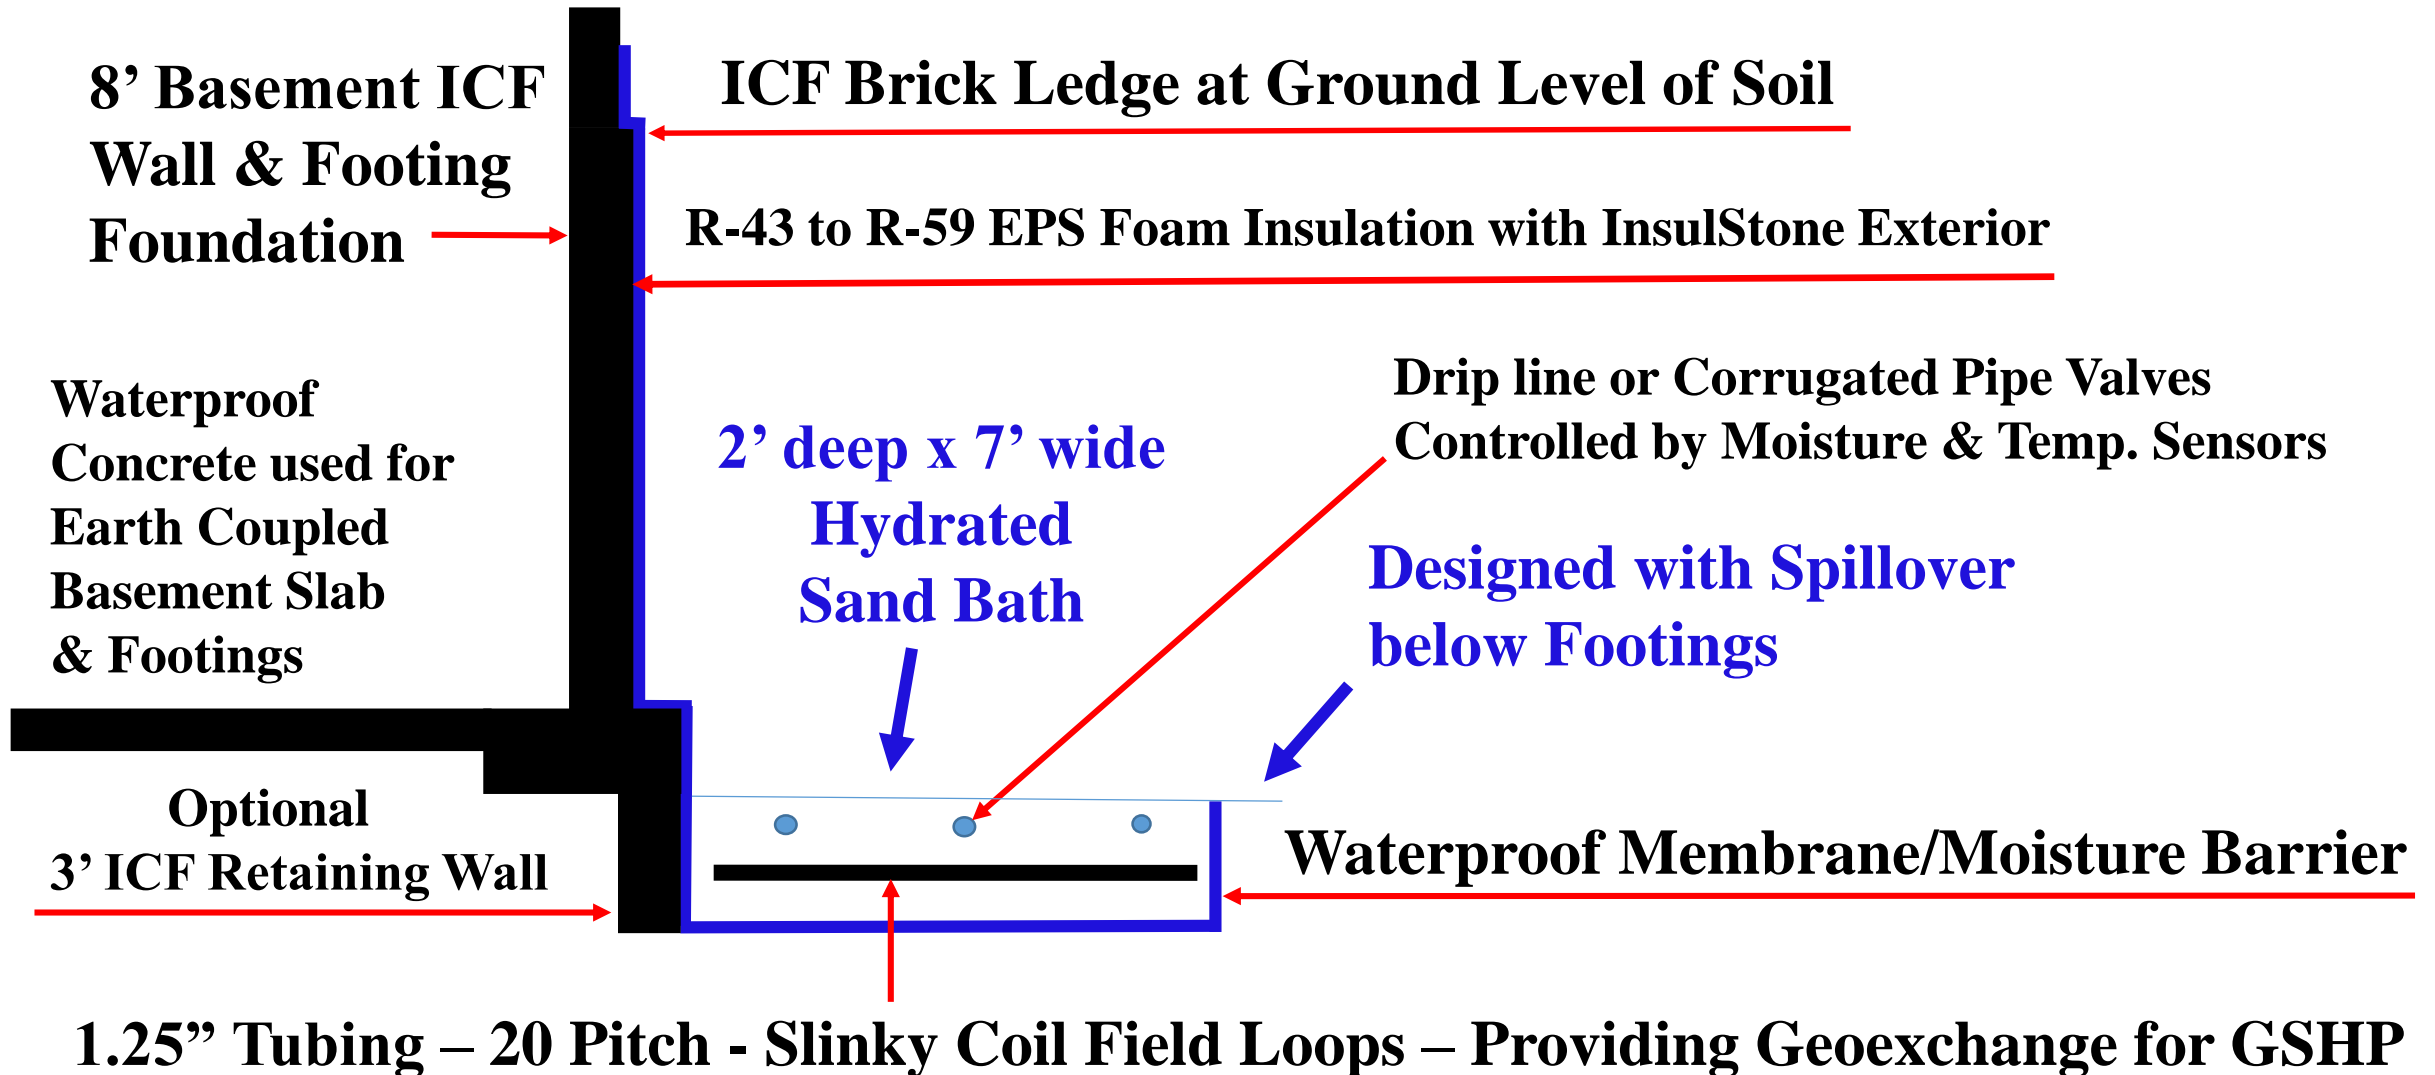 8’ Basement ICF
Wall & Footing
Foundation
ICF Brick Ledge at Ground Level of Soil
R-43 to R-59 EPS Foam Insulation with InsulStone Exterior
Waterproof
Concrete used for
Earth Coupled
Basement Slab
& Footings
2’ deep x 7’ wide
Hydrated
Sand Bath
Drip line or Corrugated Pipe Valves
Controlled by Moisture & Temp. Sensors
Designed with Spillover
below Footings
Optional
3’ ICF Retaining Wall
Waterproof Membrane/Moisture Barrier
1.25” Tubing – 20 Pitch - Slinky Coil Field Loops – Providing Geoexchange for GSHP